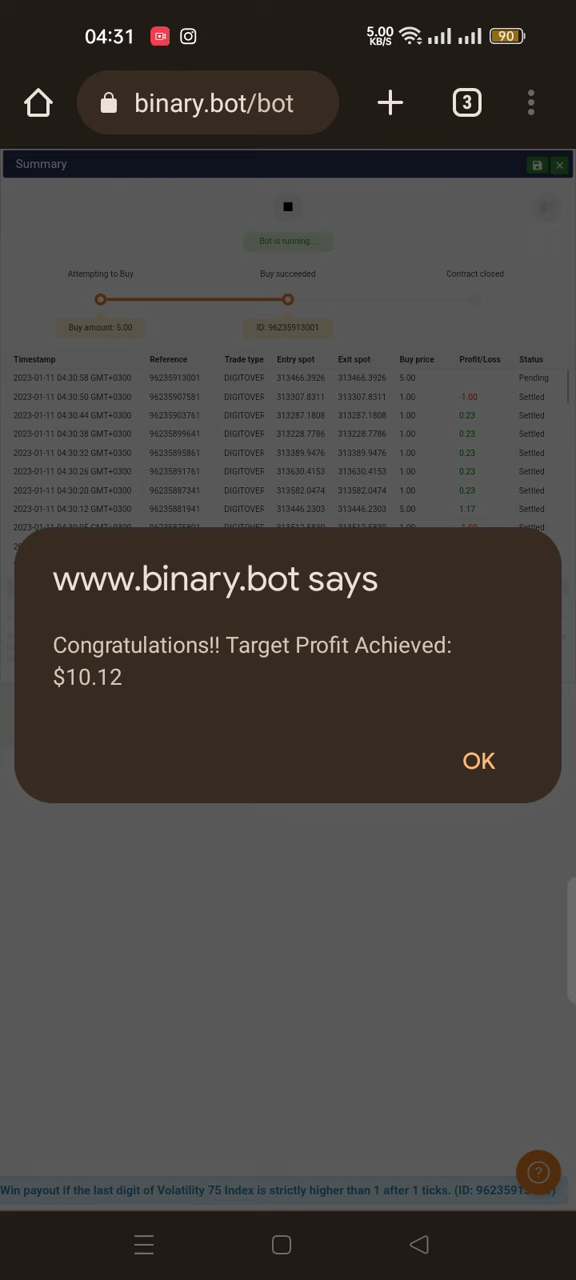 04:31
5.00
KB/S
90
binary.bot/bot
3
Summary
Bot is running...
Attempting to Buy
Buy succeeded
Contract closed
Buy amount: 5.00
ID: 96235913001
Timestamp Reference Trade type Entry spot Exit spot Buy price Profit/Loss Status
2023-01-11 04:30:58 GMT+0300 96235913001 DIGITOVER 313466.3926 313466.3926 5.00 Pending
2023-01-11 04:30:50 GMT+0300 96235907581 DIGITOVER 313307.8311 313307.8311 1.00 -1.00 Settled
2023-01-11 04:30:44 GMT+0300 96235903761 DIGITOVER 313287.1808 313287.1808 1.00 0.23 Settled
2023-01-11 04:30:38 GMT+0300 96235899641 DIGITOVER 313228.7786 313228.7786 1.00 0.23 Settled
2023-01-11 04:30:32 GMT+0300 96235895861 DIGITOVER 313389.9476 313389.9476 1.00 0.23 Settled
2023-01-11 04:30:26 GMT+0300 96235891761 DIGITOVER 313630.4153 313630.4153 1.00 0.23 Settled
2023-01-11 04:30:20 GMT+0300 96235887341 DIGITOVER 313582.0474 313582.0474 1.00 0.23 Settled
2023-01-11 04:30:12 GMT+0300 96235881941 DIGITOVER 313446.2303 313446.2303 5.00 1.17 Settled
www.binary.bot says
Congratulations!! Target Profit Achieved:
$10.12
OK
Win payout if the last digit of Volatility 75 Index is strictly higher than 1 after 1 ticks. (ID: